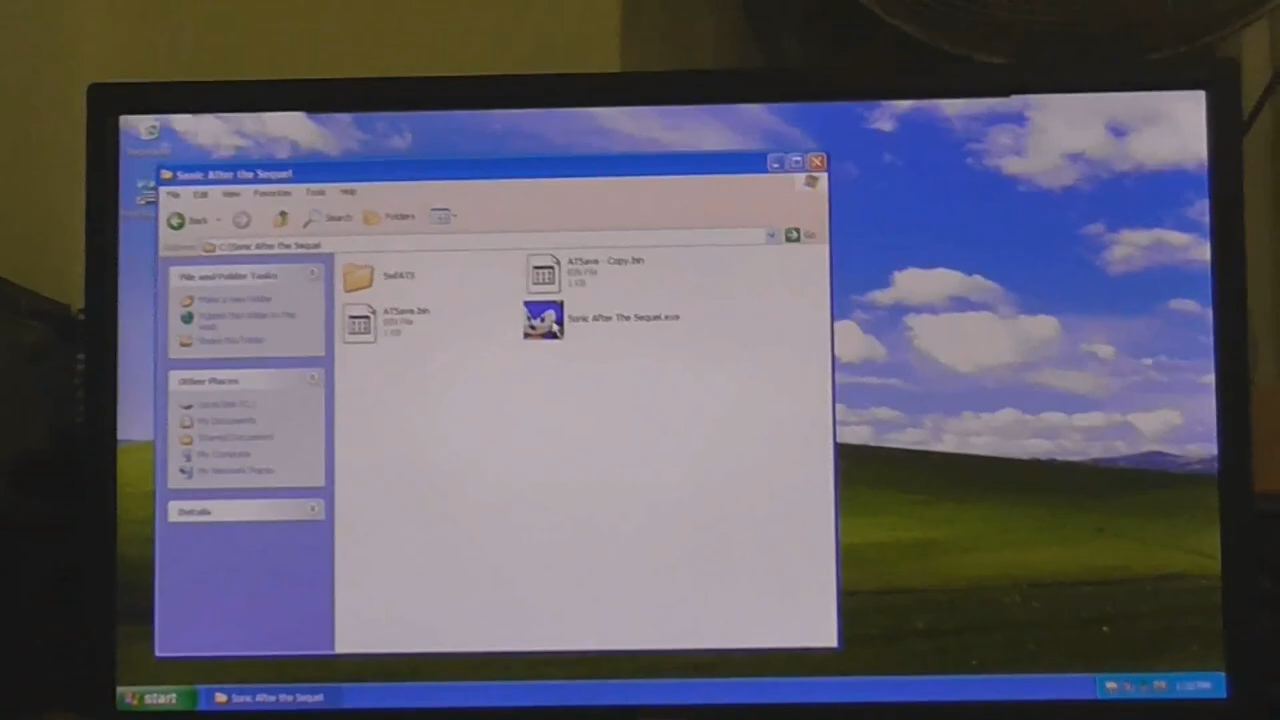 Sonic After the Sequel
File Edit View Favorites Tools Help
Back Search Folders
Address C:\Sonic After the Sequel Go
File and Folder Tasks
Make a new folder
Publish this folder to the
Web
Share this folder
Other Places
Local Disk (C:)
My Documents
Shared Documents
My Computer
My Network Places
Details
ATSave - Copy.bin
BIN File
1 KB
ATSave.bin
BIN File
1 KB
Sonic After The Sequel.exe
start Sonic After the Sequel